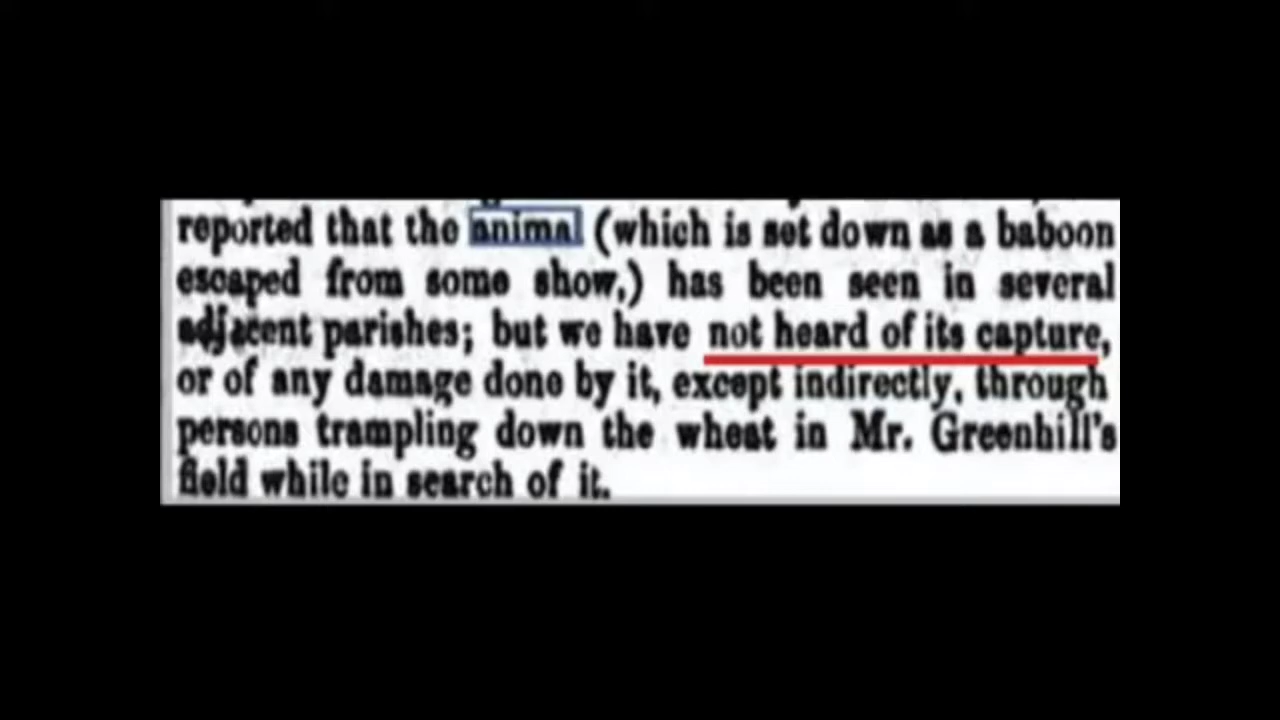 reported that the animal (which is set down as a baboon
escaped from some show,) has been seen in several
adjacent parishes; but we have not heard of its capture,
or of any damage done by it, except indirectly, through
persons trampling down the wheat in Mr. Greenhill's
field while in search of it.